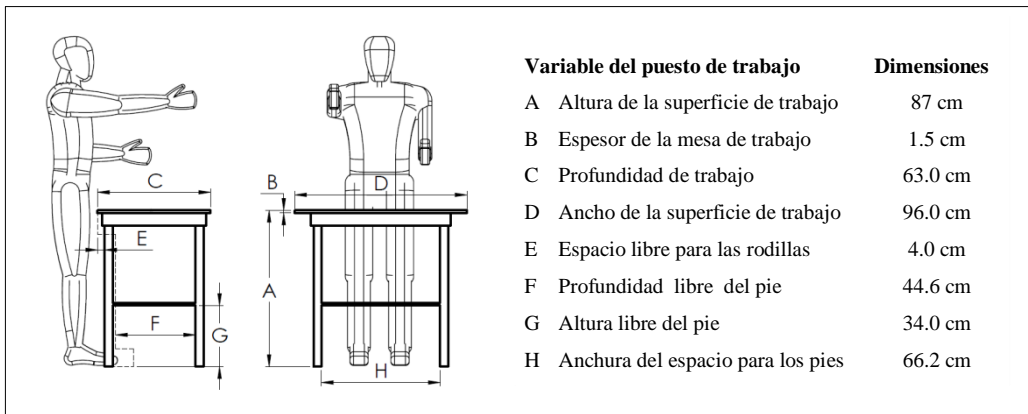 Variable del puesto de trabajo Dimensiones
A Altura de la superficie de trabajo 87 cm
B Espesor de la mesa de trabajo 1.5 cm
C Profundidad de trabajo 63.0 cm
D Ancho de la superficie de trabajo 96.0 cm
E Espacio libre para las rodillas 4.0 cm
F Profundidad libre del pie 44.6 cm
G Altura libre del pie 34.0 cm
H Anchura del espacio para los pies 66.2 cm
C
B
D
E
A
F
G
H